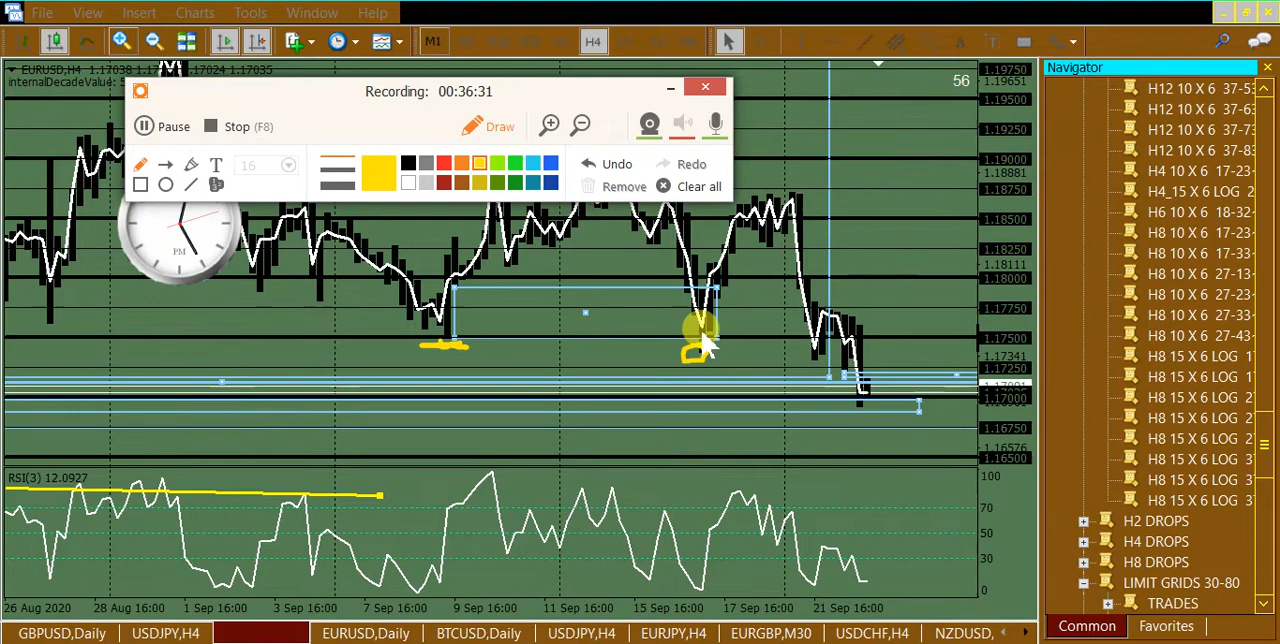 File View Insert Charts Tools Window Help
M1 H4
EURUSD,H4 1.17038 1.17024 1.17035
internalDecadeValue:
56
Recording: 00:36:31
Pause Stop (F8) Draw
T 16 Undo Redo
Remove Clear all
PM
1.19750
1.19651
1.19500
1.19250
1.19000
1.18881
1.18750
1.18500
1.18250
1.18111
1.18000
1.17750
1.17500
1.17341
1.17250
1.17000
1.16750
1.16576
1.16500
RSI(3) 12.0927
100
70
50
30
0
26 Aug 2020 28 Aug 16:00 1 Sep 16:00 3 Sep 16:00 7 Sep 16:00 9 Sep 16:00 11 Sep 16:00 15 Sep 16:00 17 Sep 16:00 21 Sep 16:00
GBPUSD,Daily USDJPY,H4 EURUSD,Daily BTCUSD,Daily USDJPY,H4 EURJPY,H4 EURGBP,M30 USDCHF,H4 NZDUSD,
Navigator
H12 10 X 6 37-53
H12 10 X 6 37-63
H12 10 X 6 37-73
H12 10 X 6 37-83
H4 10 X 6
H4_15 X 6 LOG 2
H6 10 X 6 18-32
H8 10 X 6 17-23
H8 10 X 6 17-33
H8 10 X 6 27-13
H8 10 X 6 27-23
H8 10 X 6 27-33
H8 10 X 6 27-43
H8 15 X 6 LOG 1
H8 15 X 6 LOG 1
H8 15 X 6 LOG 2
H8 15 X 6 LOG 2
H8 15 X 6 LOG 2
H8 15 X 6 LOG 3
H8 15 X 6 LOG 3
H8 15 X 6 LOG 3
H2 DROPS
H4 DROPS
H8 DROPS
LIMIT GRIDS 30-80
TRADES
Common Favorites